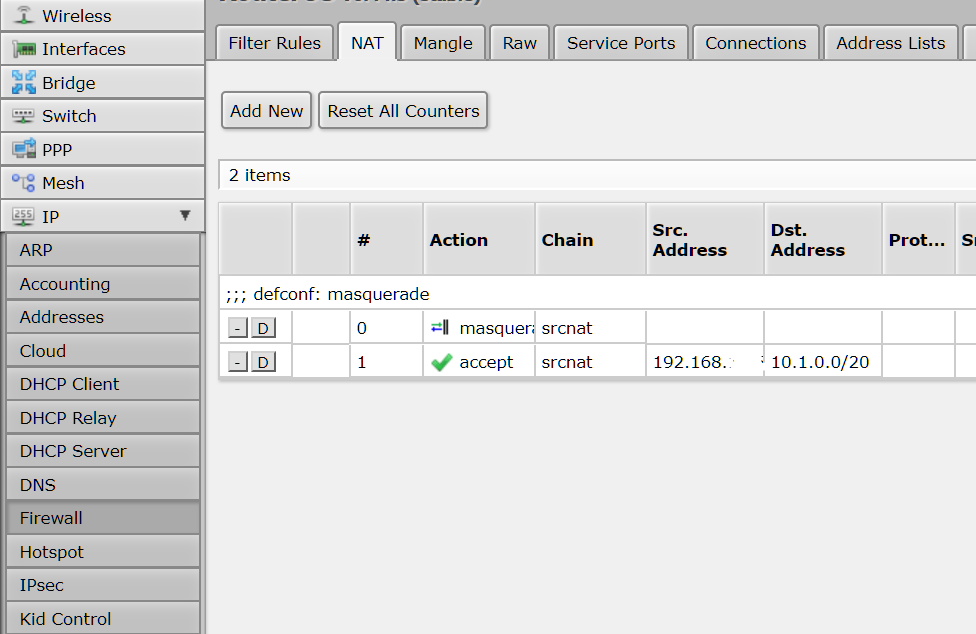 Wireless
Interfaces
Bridge
Switch
PPP
Mesh
255 IP ▼
ARP
Accounting
Addresses
Cloud
DHCP Client
DHCP Relay
DHCP Server
DNS
Firewall
Hotspot
IPsec
Kid Control
Filter Rules NAT Mangle Raw Service Ports Connections Address Lists
Add New Reset All Counters
2 items
# Action Chain Src. Address Dst. Address Prot...
;;; defconf: masquerade
- D 0 masquera srcnat
- D 1 accept srcnat 192.168. 10.1.0.0/20